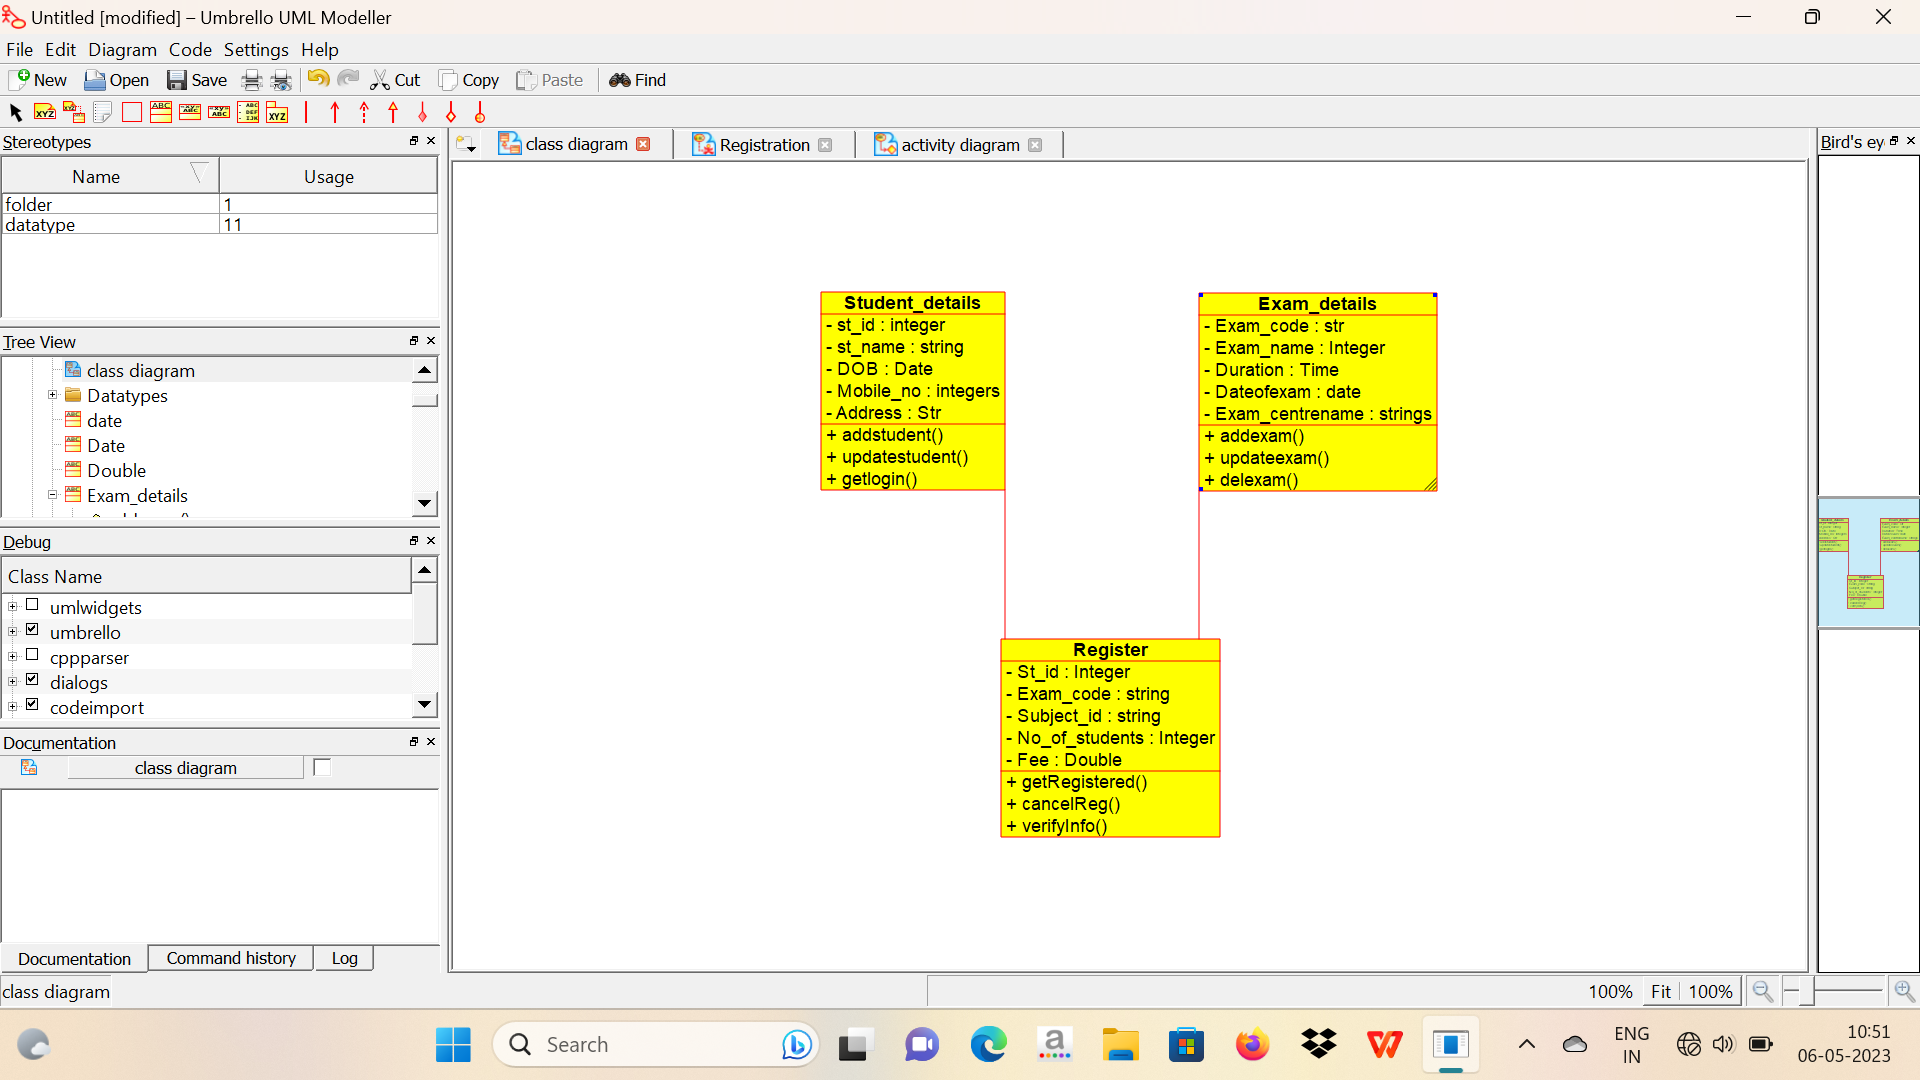 Untitled [modified] – Umbrello UML Modeller
File Edit Diagram Code Settings Help
New Open Save Cut Copy Paste Find
Stereotypes
Name Usage
folder 1
datatype 11
Tree View
class diagram
Datatypes
date
Date
Double
Exam_details
Debug
Class Name
umlwidgets
umbrello
cppparser
dialogs
codeimport
Documentation
class diagram
Documentation Command history Log
class diagram
class diagram Registration activity diagram
Student_details
- st_id : integer
- st_name : string
- DOB : Date
- Mobile_no : integers
- Address : Str
+ addstudent()
+ updatestudent()
+ getlogin()
Exam_details
- Exam_code : str
- Exam_name : Integer
- Duration : Time
- Dateofexam : date
- Exam_centrename : strings
+ addexam()
+ updateexam()
+ delexam()
Register
- St_id : Integer
- Exam_code : string
- Subject_id : string
- No_of_students : Integer
- Fee : Double
+ getRegistered()
+ cancelReg()
+ verifyInfo()
Bird's ey
100% Fit 100%
Search
ENG
IN
10:51
06-05-2023